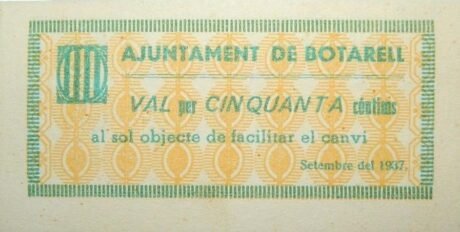 AJUNTAMENT DE BOTARELL
VAL per CINQUANTA cèntims
al sol objecte de facilitar el canvi
Setembre del 1937.